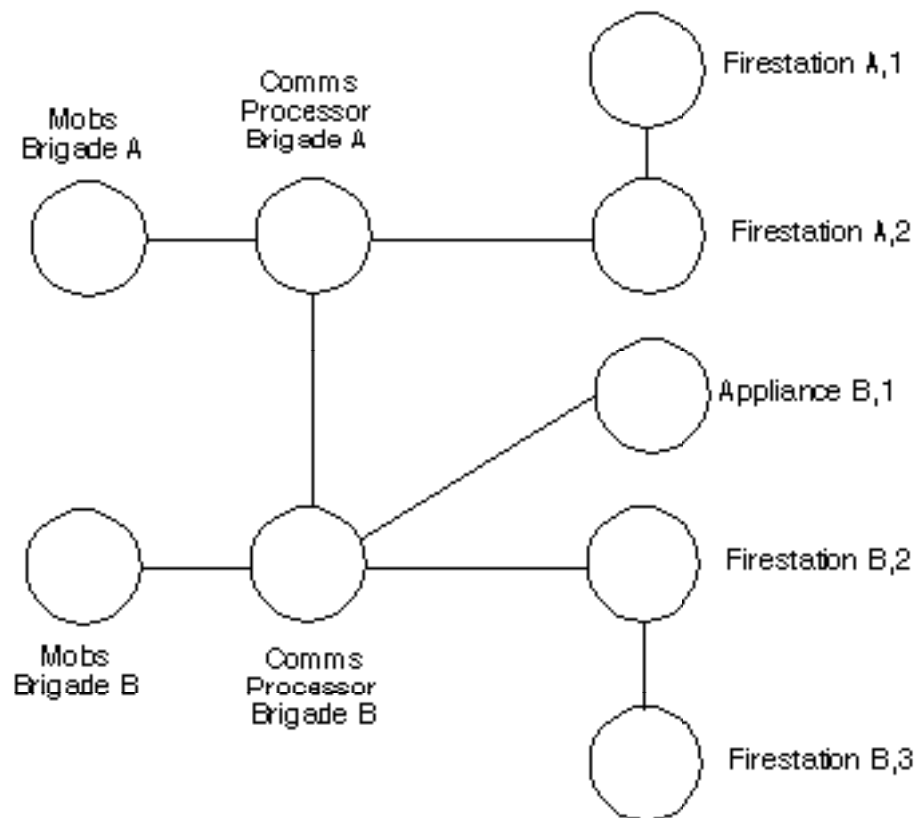 Firestation A,1
Comms
Processor
Brigade A
Mobs
Brigade A
Firestation A,2
Appliance B,1
Firestation B,2
Mobs
Brigade B
Comms
Processor
Brigade B
Firestation B,3